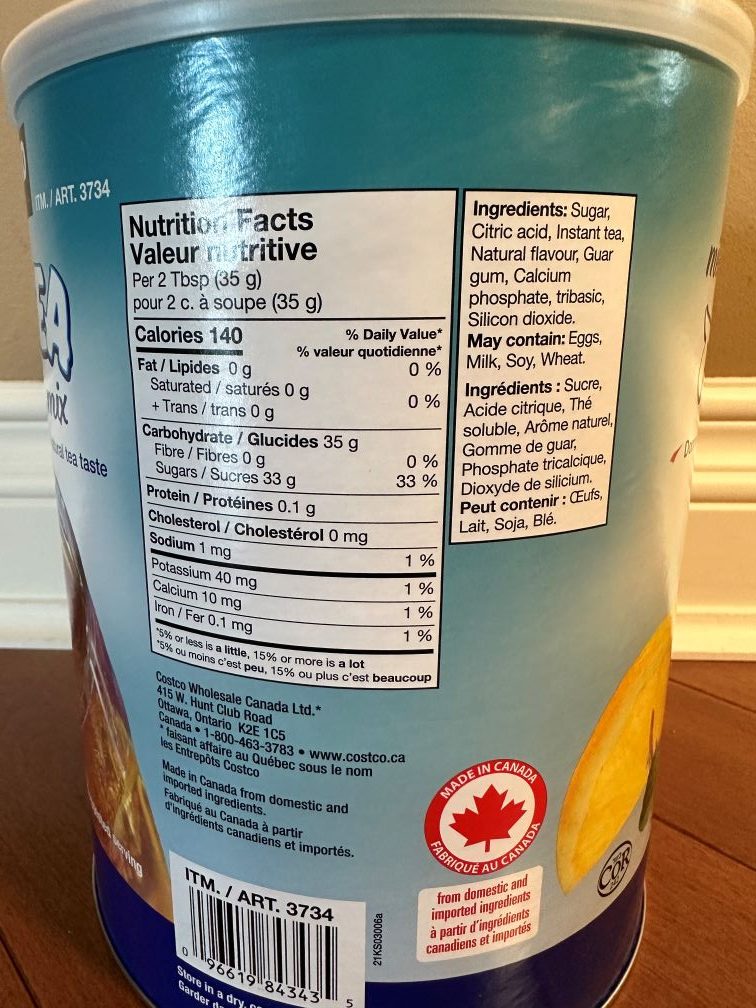 ITM. / ART. 3734
EA
mix
tea taste
Nutrition Facts
Valeur nutritive
Per 2 Tbsp (35 g)
pour 2 c. à soupe (35 g)
Calories 140
% Daily Value*
% valeur quotidienne*
Fat / Lipides 0 g 0 %
Saturated / saturés 0 g
+ Trans / trans 0 g 0 %
Carbohydrate / Glucides 35 g
Fibre / Fibres 0 g 0 %
Sugars / Sucres 33 g 33 %
Protein / Protéines 0.1 g
Cholesterol / Cholestérol 0 mg
Sodium 1 mg 1 %
Potassium 40 mg 1 %
Calcium 10 mg 1 %
Iron / Fer 0.1 mg 1 %
*5% or less is a little, 15% or more is a lot
*5% ou moins c'est peu, 15% ou plus c'est beaucoup
Ingredients: Sugar,
Citric acid, Instant tea,
Natural flavour, Guar
gum, Calcium
phosphate, tribasic,
Silicon dioxide.
May contain: Eggs,
Milk, Soy, Wheat.
Ingrédients : Sucre,
Acide citrique, Thé
soluble, Arôme naturel,
Gomme de guar,
Phosphate tricalcique,
Dioxyde de silicium.
Peut contenir : Œufs,
Lait, Soja, Blé.
Costco Wholesale Canada Ltd.*
415 W. Hunt Club Road
Ottawa, Ontario K2E 1C5
Canada • 1-800-463-3783 • www.costco.ca
* faisant affaire au Québec sous le nom
les Entrepôts Costco
Made in Canada from domestic and
imported ingredients.
Fabriqué au Canada à partir
d'ingrédients canadiens et importés.
serving
MADE IN CANADA
FABRIQUÉ AU CANADA
from domestic and
imported ingredients
à partir d'ingrédients
canadiens et importés
COR
ITM. / ART. 3734
0 96619 84343 5
21KS03006a
Store in a dry,
Garder